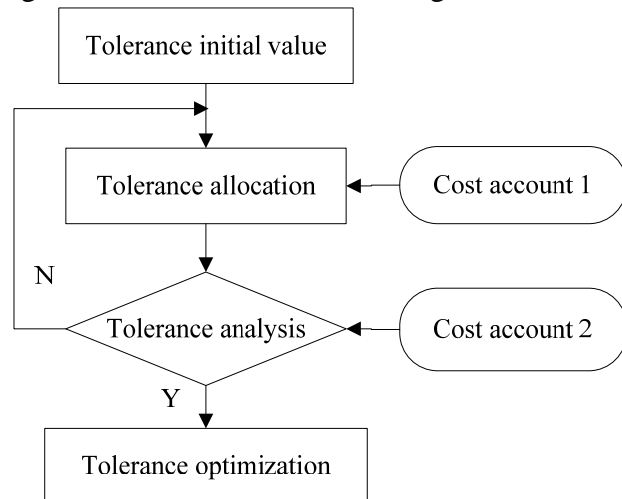 Tolerance initial value
Tolerance allocation
Cost account 1
N
Tolerance analysis
Cost account 2
Y
Tolerance optimization